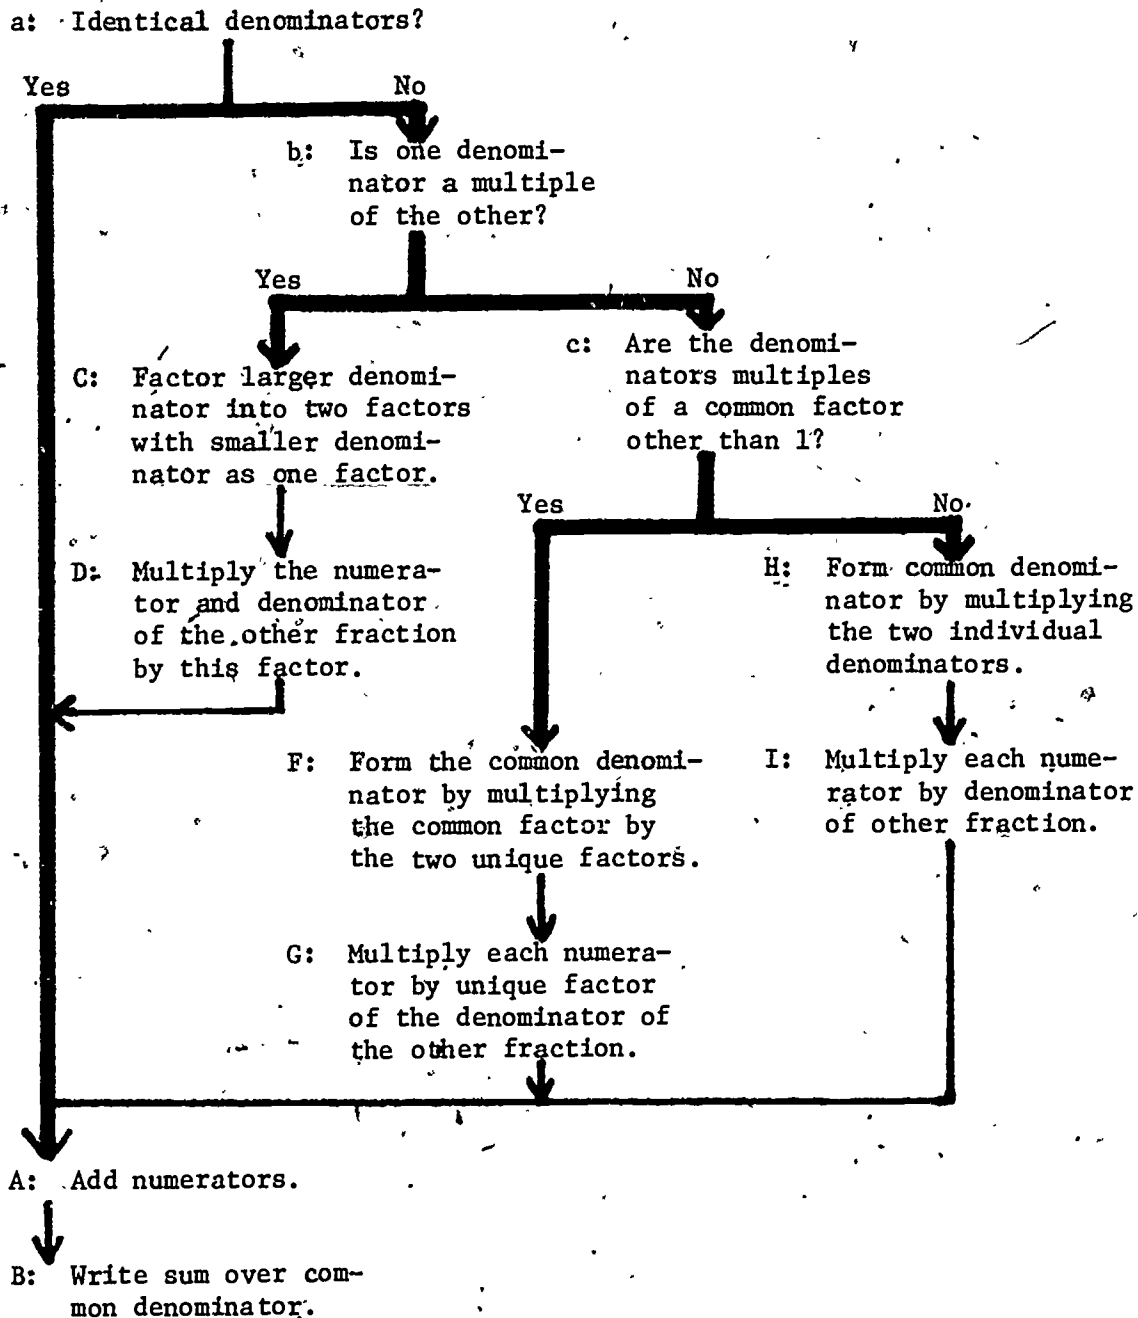 a: Identical denominators?
Yes
No
b: Is one denomi-
nator a multiple
of the other?
Yes
No
C: Factor larger denomi-
nator into two factors
with smaller denomi-
nator as one factor.
c: Are the denomi-
nators multiples
of a common factor
other than 1?
D: Multiply the numera-
tor and denominator
of the other fraction
by this factor.
Yes
No
F: Form the common denomi-
nator by multiplying
the common factor by
the two unique factors.
H: Form common denomi-
nator by multiplying
the two individual
denominators.
G: Multiply each numera-
tor by unique factor
of the denominator of
the other fraction.
I: Multiply each nume-
rator by denominator
of other fraction.
A: Add numerators.
B: Write sum over com-
mon denominator.